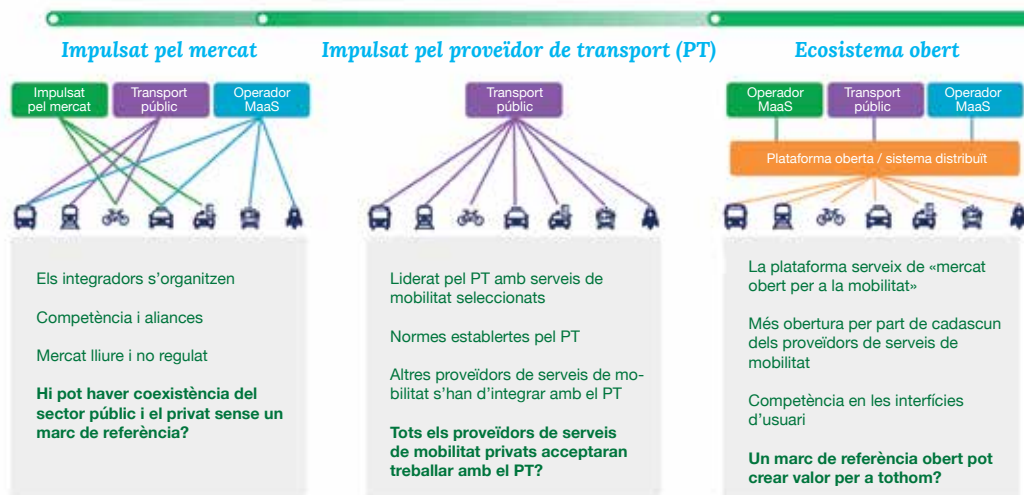 Impulsat pel mercat
Impulsat
pel mercat
Transport
públic
Operador
MaaS
Els integradors s'organitzen
Competència i aliances
Mercat lliure i no regulat
Hi pot haver coexistència del
sector públic i el privat sense un
marc de referència?
Impulsat pel proveïdor de transport (PT)
Transport
públic
Liderat pel PT amb serveis de
mobilitat seleccionats
Normes establertes pel PT
Altres proveïdors de serveis de mo-
bilitat s'han d'integrar amb el PT
Tots els proveïdors de serveis
de mobilitat privats acceptaran
treballar amb el PT?
Ecosistema obert
Operador
MaaS
Transport
públic
Operador
MaaS
Plataforma oberta / sistema distribuït
La plataforma serveix de «mercat
obert per a la mobilitat»
Més obertura per part de cadascun
dels proveïdors de serveis de
mobilitat
Competència en les interfícies
d'usuari
Un marc de referència obert pot
crear valor per a tothom?